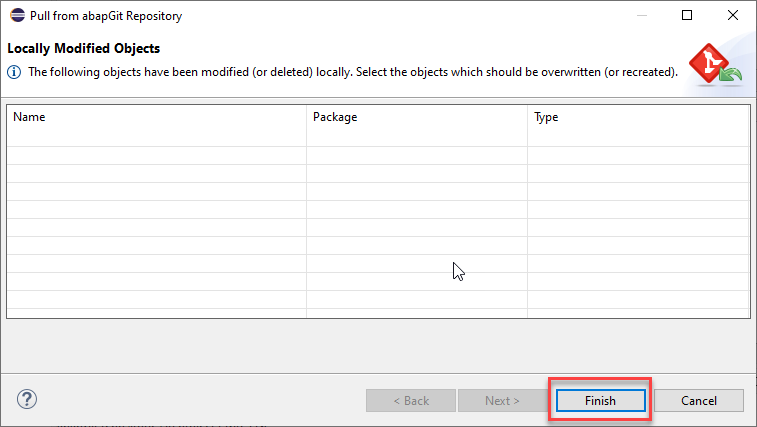 Pull from abapGit Repository
Locally Modified Objects
The following objects have been modified (or deleted) locally. Select the objects which should be overwritten (or recreated).
Name Package Type
< Back Next > Finish Cancel